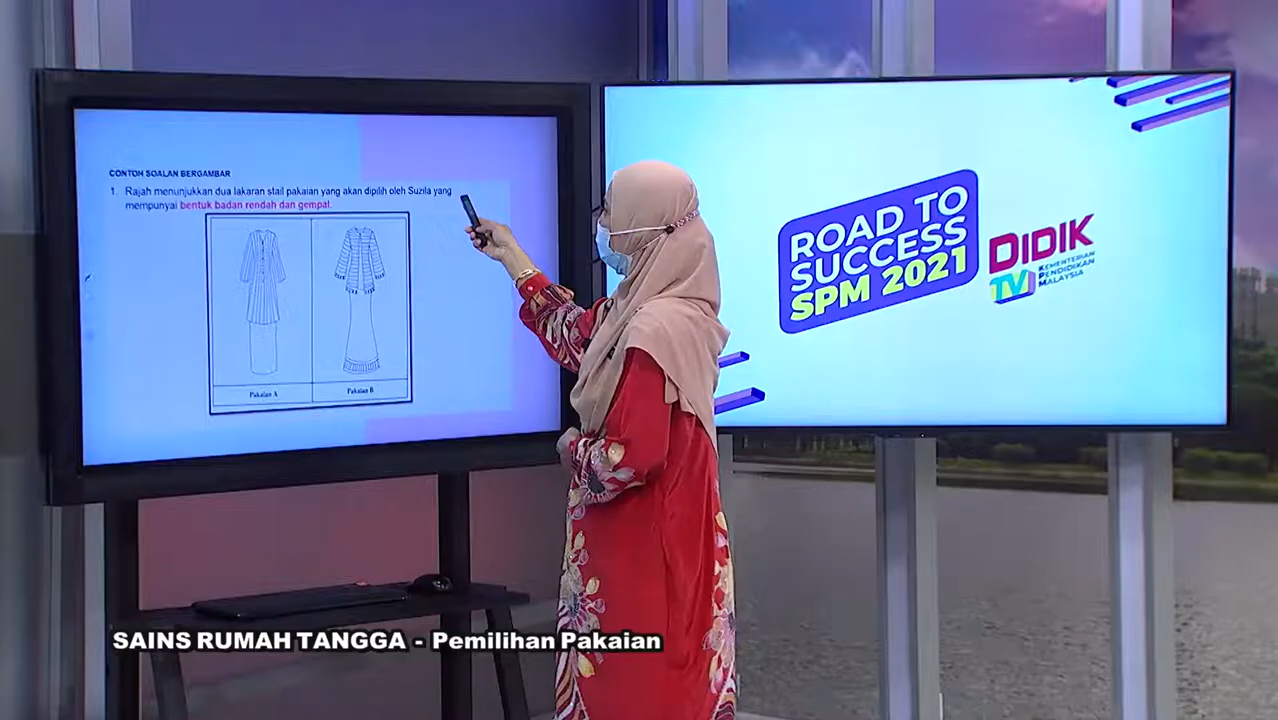 CONTOH SOALAN BERGAMBAR
1. Rajah menunjukkan dua lakaran stail pakaian yang akan dipilih oleh Suzila yang
mempunyai bentuk badan rendah dan gempal.
Pakaian A
Pakaian B
ROAD TO
SUCCESS
SPM 2021
DIDIK
TV
KEMENTERIAN
PENDIDIKAN
MALAYSIA
SAINS RUMAH TANGGA - Pemilihan Pakaian